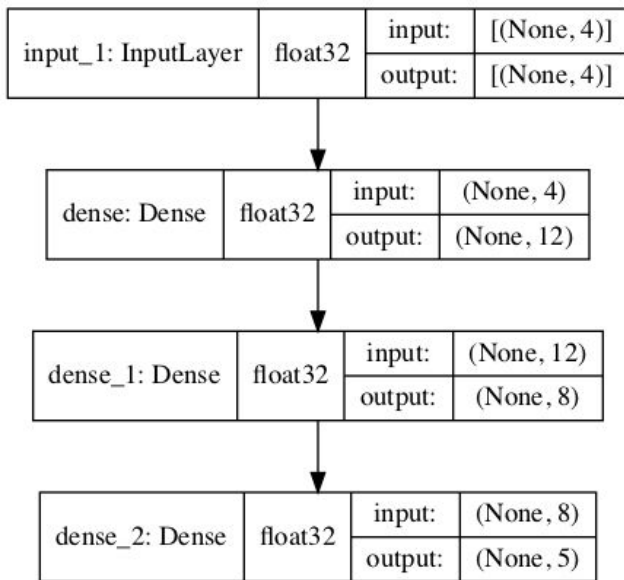 input_1: InputLayer float32 input: [(None, 4)]
output: [(None, 4)]
dense: Dense float32 input: (None, 4)
output: (None, 12)
dense_1: Dense float32 input: (None, 12)
output: (None, 8)
dense_2: Dense float32 input: (None, 8)
output: (None, 5)